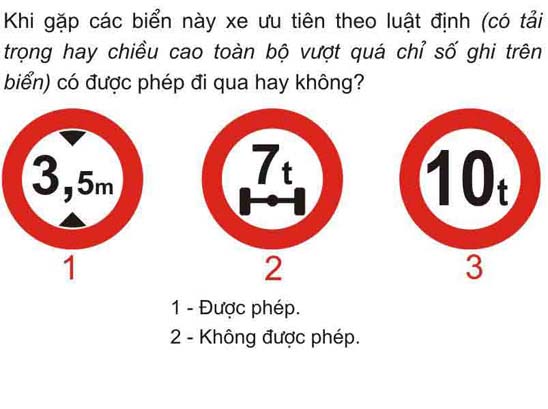 Khi gặp các biển này xe ưu tiên theo luật định (có tải
trọng hay chiều cao toàn bộ vượt quá chỉ số ghi trên
biển) có được phép đi qua hay không?
3,5m 7t 10t
1 2 3
1 - Được phép.
2 - Không được phép.